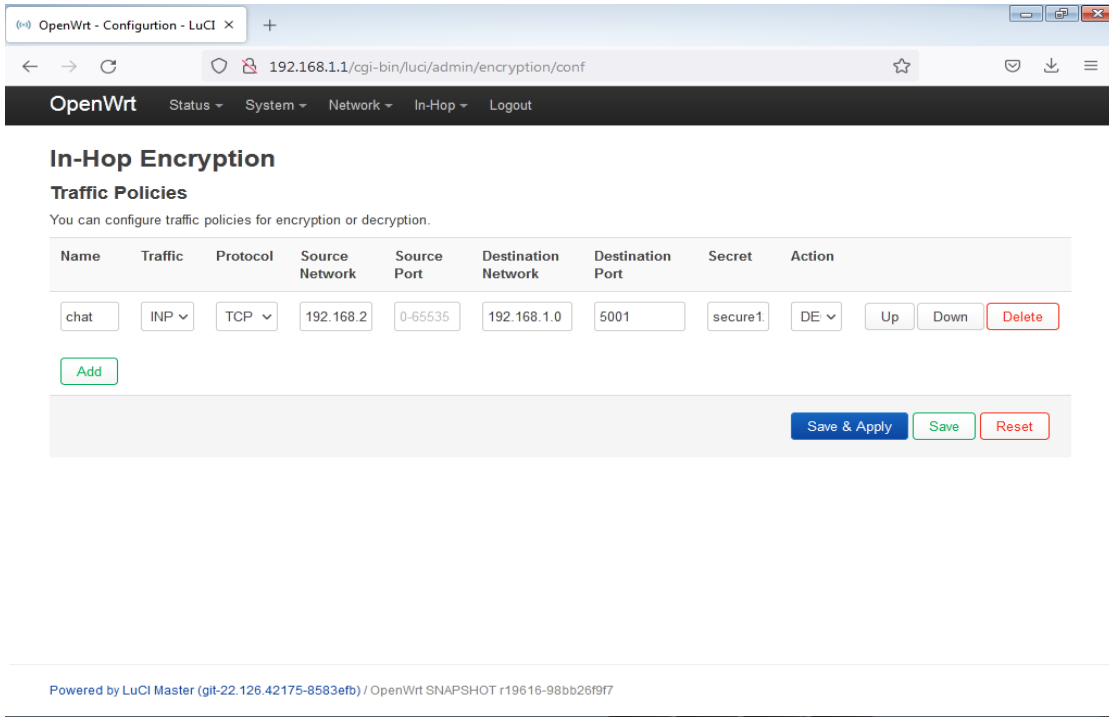 OpenWrt - Configurtion - LuCI
192.168.1.1/cgi-bin/luci/admin/encryption/conf
OpenWrt Status System Network In-Hop Logout
In-Hop Encryption
Traffic Policies
You can configure traffic policies for encryption or decryption.
Name Traffic Protocol Source Network Source Port Destination Network Destination Port Secret Action
chat INP TCP 192.168.2 0-65535 192.168.1.0 5001 secure1. DE Up Down Delete
Add
Save & Apply Save Reset
Powered by LuCI Master (git-22.126.42175-8583efb) / OpenWrt SNAPSHOT r19616-98bb26f9f7